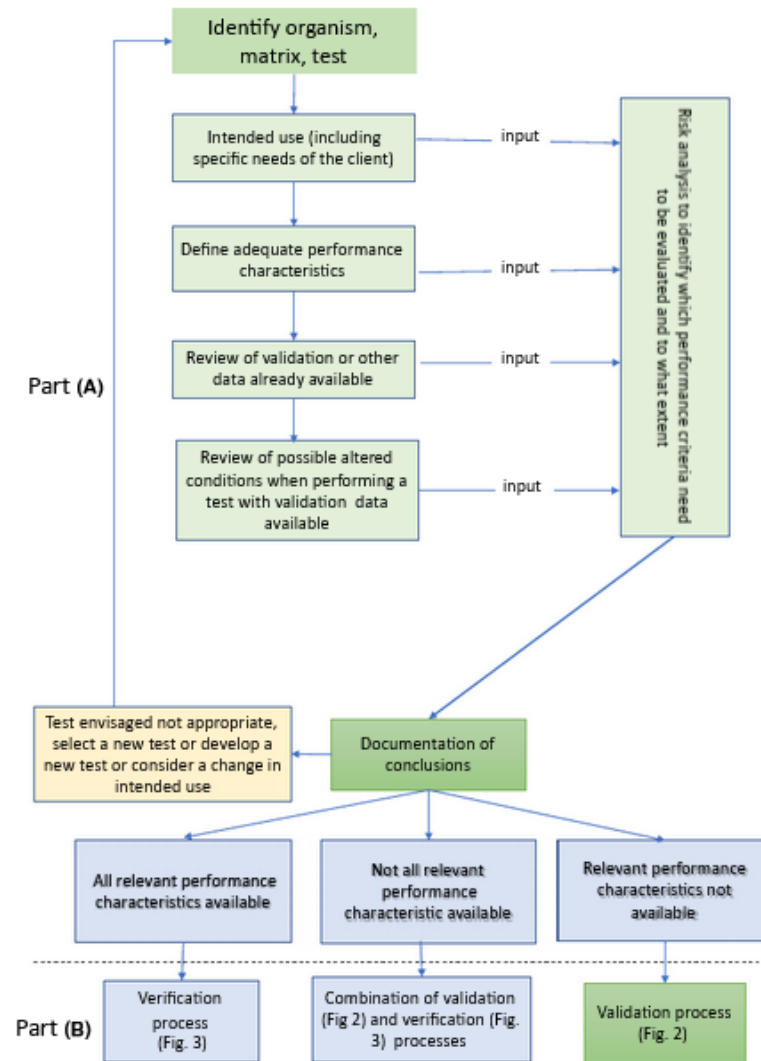 Identify organism,
matrix, test
Intended use (including
specific needs of the client)
input
Define adequate performance
characteristics
input
Review of validation or other
data already available
input
Review of possible altered
conditions when performing a
test with validation data
available
input
Risk analysis to identify which performance criteria need
to be evaluated and to what extent
Part (A)
Test envisaged not appropriate,
select a new test or develop a
new test or consider a change in
intended use
Documentation of
conclusions
All relevant performance
characteristics available
Not all relevant
performance
characteristic available
Relevant performance
characteristics not
available
Part (B)
Verification
process
(Fig. 3)
Combination of validation
(Fig 2) and verification (Fig.
3) processes
Validation process
(Fig. 2)